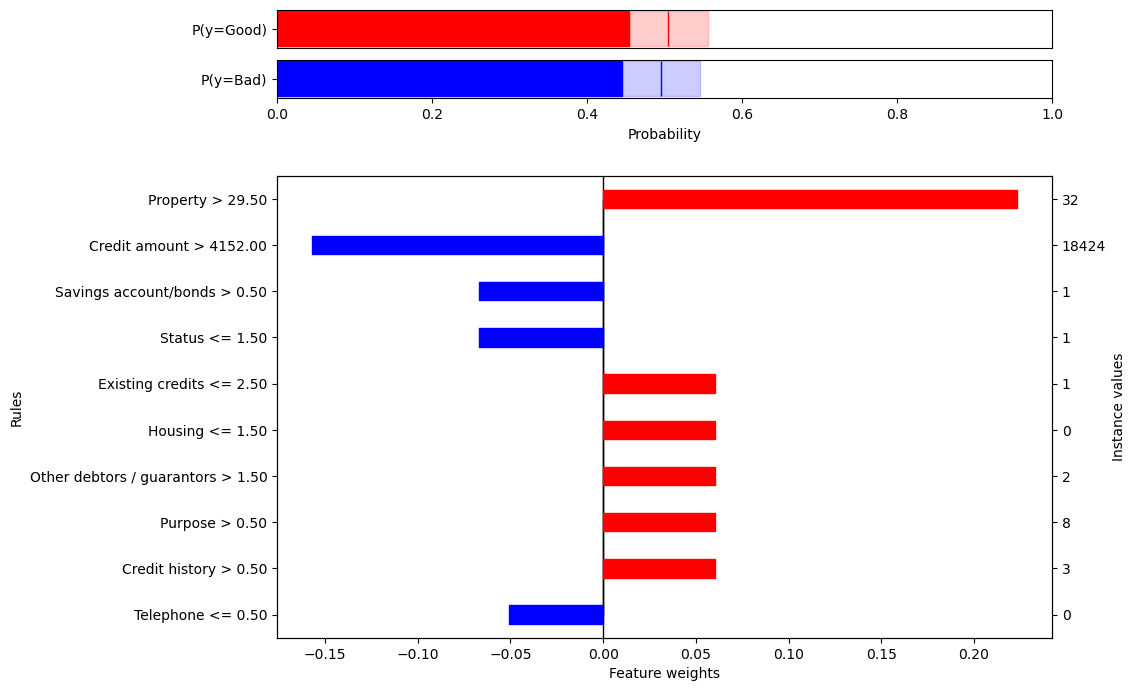 P(y=Good)
P(y=Bad)
0.0 0.2 0.4 0.6 0.8 1.0
Probability
Property > 29.50 32
Credit amount > 4152.00 18424
Savings account/bonds > 0.50 1
Status <= 1.50 1
Existing credits <= 2.50 1
Housing <= 1.50 0
Other debtors / guarantors > 1.50 2
Purpose > 0.50 8
Credit history > 0.50 3
Telephone <= 0.50 0
Rules
Instance values
−0.15 −0.10 −0.05 0.00 0.05 0.10 0.15 0.20
Feature weights